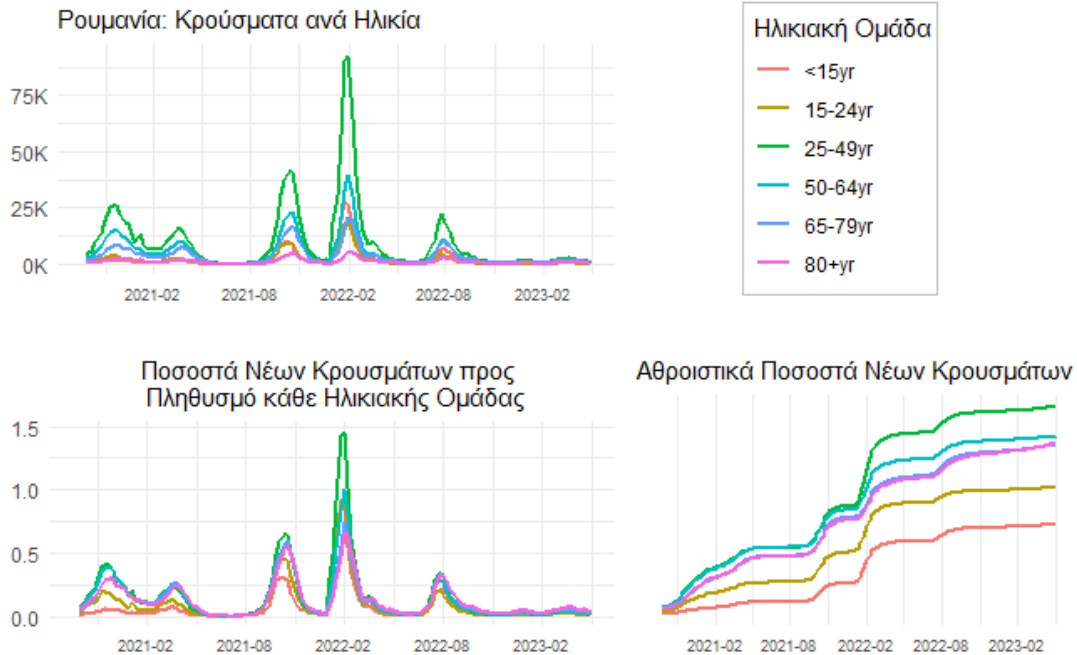 Ρουμανία: Κρούσματα ανά Ηλικία
75K
50K
25K
0K
2021-02 2021-08 2022-02 2022-08 2023-02
Ηλικιακή Ομάδα
<15yr
15-24yr
25-49yr
50-64yr
65-79yr
80+yr
Ποσοστά Νέων Κρουσμάτων προς
Πληθυσμό κάθε Ηλικιακής Ομάδας
1.5
1.0
0.5
0.0
2021-02 2021-08 2022-02 2022-08 2023-02
Αθροιστικά Ποσοστά Νέων Κρουσμάτων
2021-02 2021-08 2022-02 2022-08 2023-02